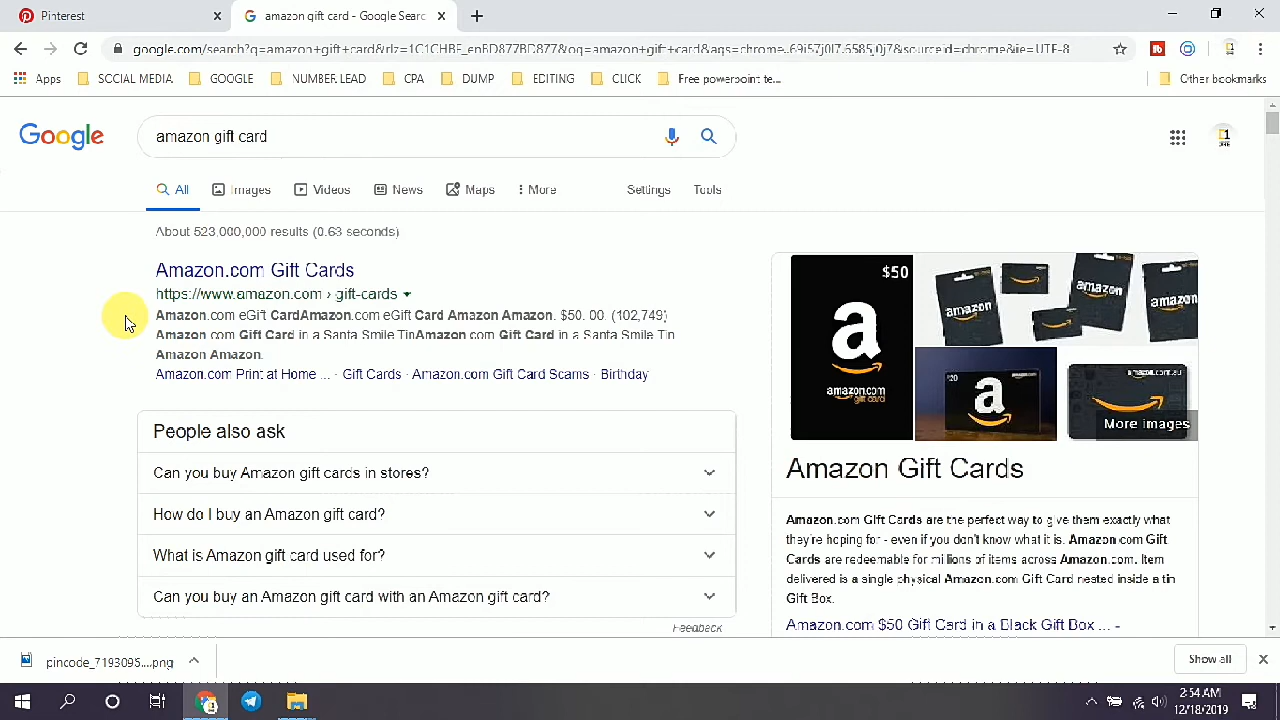 Pinterest
amazon gift card - Google Searc
Apps
SOCIAL MEDIA
GOOGLE
NUMBER LEAD
CPA
DUMP
EDITING
CLICK
Free powerpoint te...
Other bookmarks
Google
amazon gift card
1
All
Images
Videos
News
Maps
More
Settings
Tools
About 523,000,000 results (0.63 seconds)
Amazon.com Gift Cards
https://www.amazon.com › gift-cards
Amazon.com eGift CardAmazon.com eGift Card Amazon Amazon. $50. 00. (102,749)
Amazon com Gift Card in a Santa Smile TinAmazon com Gift Card in a Santa Smile Tin
Amazon Amazon.
Amazon.com Print at Home ... · Gift Cards · Amazon.com Gift Card Scams · Birthday
People also ask
Can you buy Amazon gift cards in stores?
How do I buy an Amazon gift card?
What is Amazon gift card used for?
Can you buy an Amazon gift card with an Amazon gift card?
Feedback
$50
a
amazon.com
gift card
amazon
amazon
amazon
$20
a
amazon.com.au
More images
Amazon Gift Cards
Amazon.com Gift Cards are the perfect way to give them exactly what
they're hoping for - even if you don't know what it is. Amazon.com Gift
Cards are redeemable for millions of items across Amazon.com. Item
delivered is a single physical Amazon.com Gift Card nested inside a tin
Gift Box.
Amazon.com $50 Gift Card in a Black Gift Box ... -
pincode_7193095....png
Show all
2:54 AM
12/18/2019